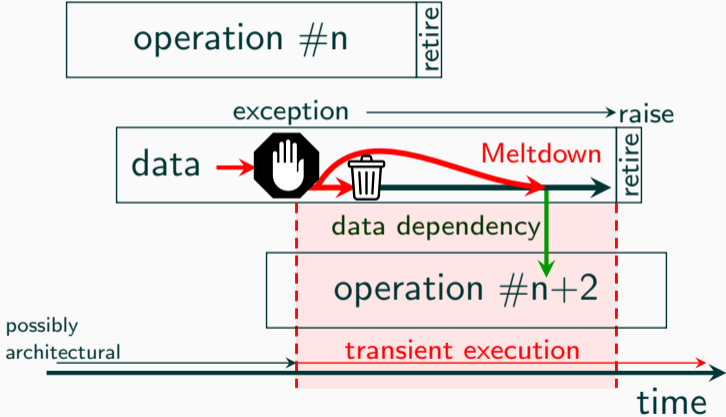 operation #n
retire
exception
raise
data
Meltdown
retire
data dependency
operation #n+2
possibly
architectural
transient execution
time